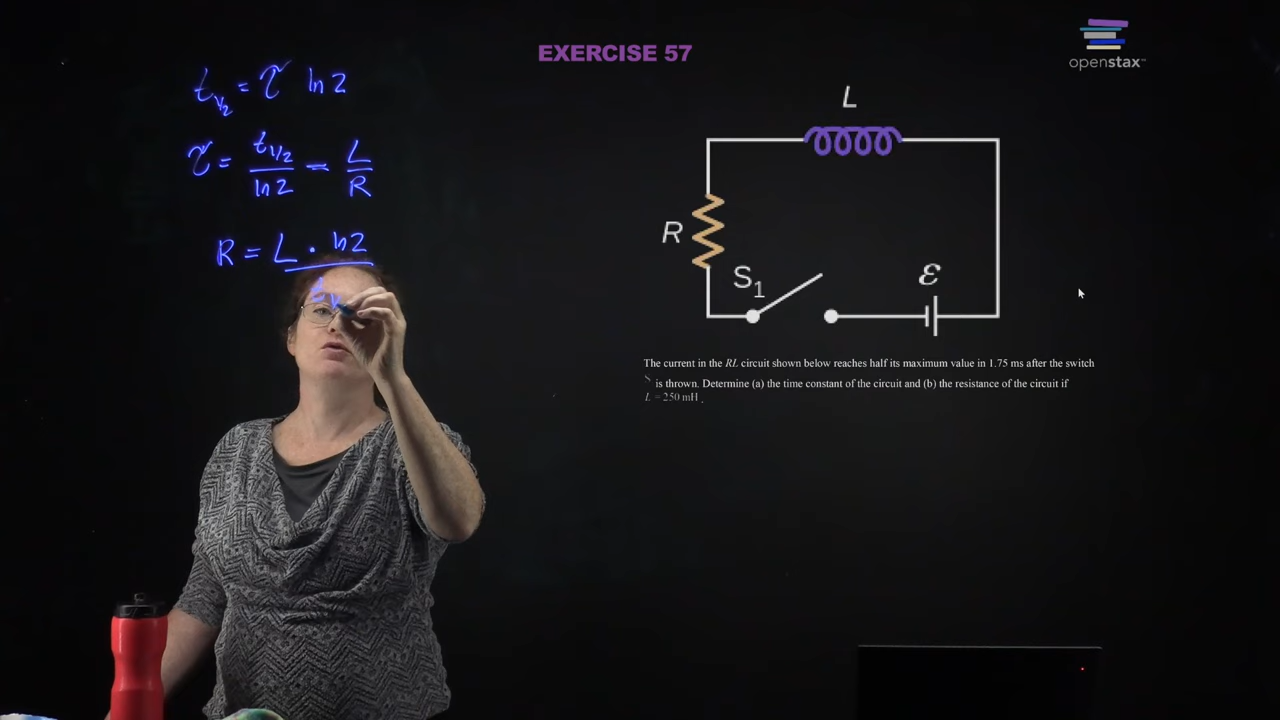 EXERCISE 57
openstax™
t½ = τ ln 2
τ = t½ / ln 2 = L / R
R = L · ln 2 / t
L
R
S₁
ε
The current in the RL circuit shown below reaches half its maximum value in 1.75 ms after the switch
S is thrown. Determine (a) the time constant of the circuit and (b) the resistance of the circuit if
L = 250 mH .